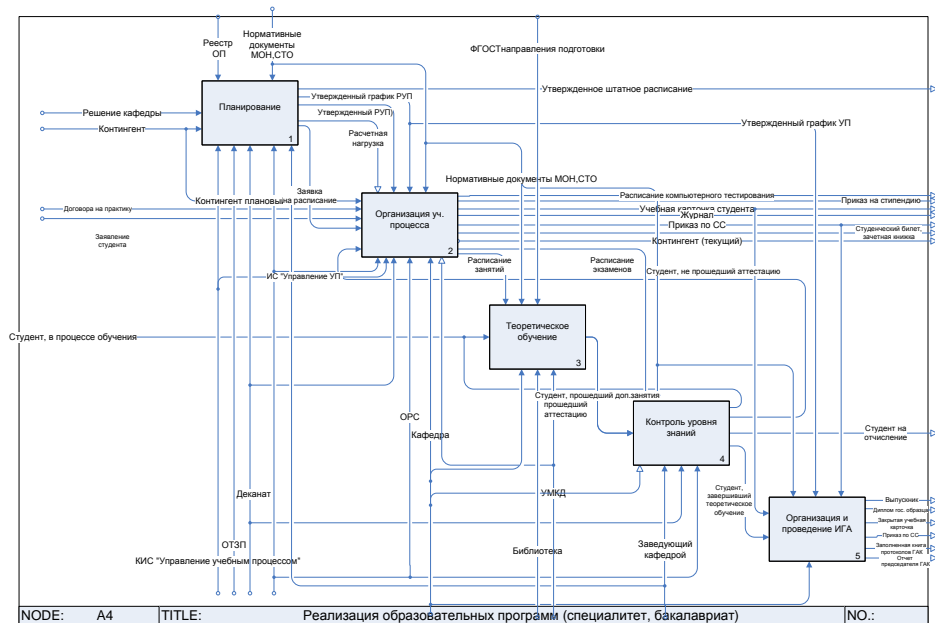 Реестр
ОП
Нормативные
документы
МОН,СТО
ФГОСТнаправления подготовки
Утвержденное штатное расписание
Утвержденный график РУП
Планирование
1
Решение кафедры
Утвержденный РУП)
Утвержденный график УП
Контингент
Расчетная
нагрузка
Нормативные документы МОН,СТО
Заявка
на расписание
Контингент плановы
Расписание компьютерного тестирования
Приказ на стипендию
Договора на практику
Учебная карточка студента
Журнал
Организация уч.
процесса
2
Приказ по СС
Студенческий билет,
зачетная книжка
Заявление
студента
Контингент (текущий)
Расписание
занятий
Расписание
экзаменов
Студент, не прошедший аттестацию
ИС "Управление УП"
Теоретическое
обучение
3
Студент, в процессе обучения
Студент, прошедший доп.занятия
прошедший
аттестацию
ОРС
Кафедра
Контроль уровня
знаний
4
Студент на
отчисление
Деканат
УМКД
Студент,
завершивший
теоретическое
обучение
Выпускник
Диплом гос. образца
Организация и
проведение ИГА
5
Закрытая учебная
карточка
Приказ по СС
Заполненная книга
протоколов ГАК
Отчет
председателя ГАК
ОТЗП
Библиотека
Заведующий
кафедрой
КИС "Управление учебным процессом"
NODE: A4 TITLE: Реализация образовательных программ (специалитет, бакалавриат) NO.: